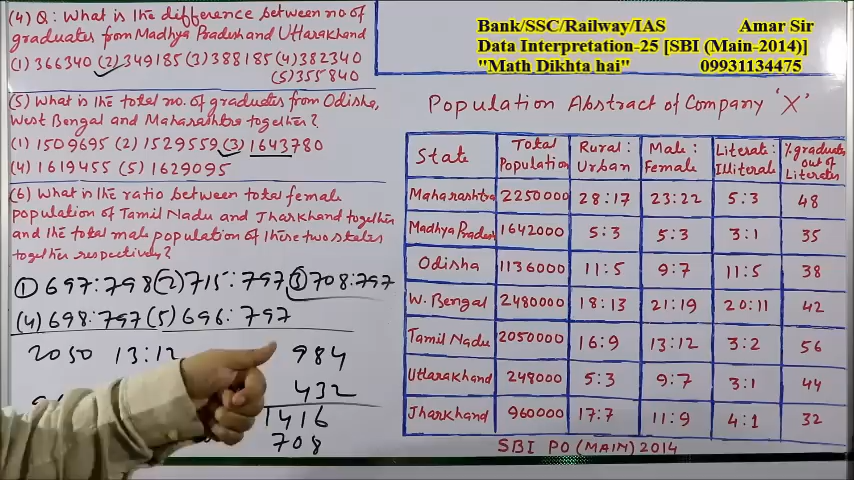 (4) Q: What is the difference between no. of
graduates from Madhya Pradesh and Uttarakhand
(1) 366340 (2) 349185 (3) 388185 (4) 382340
(5) 355840
(5) What is the total no. of graduates from Odisha,
West Bengal and Maharashtra together?
(1) 1509695 (2) 1529559 (3) 1643780
(4) 1619455 (5) 1629095
(6) What is the ratio between total female
population of Tamil Nadu and Jharkhand together
and the total male population of these two states
together respectively?
① 697:798 (2) 715:797 ③ 708:797
(4) 698:797 (5) 696:797
2050 13:12
984
432
1416
708
Bank/SSC/Railway/IAS Amar Sir
Data Interpretation-25 [SBI (Main-2014)]
"Math Dikhta hai" 09931134475
Population Abstract of Company 'X'
State Total Population Rural : Urban Male : Female Literate : Illiterate % graduates out of Literates
Maharashtra 2250000 28:17 23:22 5:3 48
Madhya Pradesh 1642000 5:3 5:3 3:1 35
Odisha 1136000 11:5 9:7 11:5 38
W. Bengal 2480000 18:13 21:19 20:11 42
Tamil Nadu 2050000 16:9 13:12 3:2 56
Uttarakhand 248000 5:3 9:7 3:1 44
Jharkhand 960000 17:7 11:9 4:1 32
SBI PO (MAIN) 2014